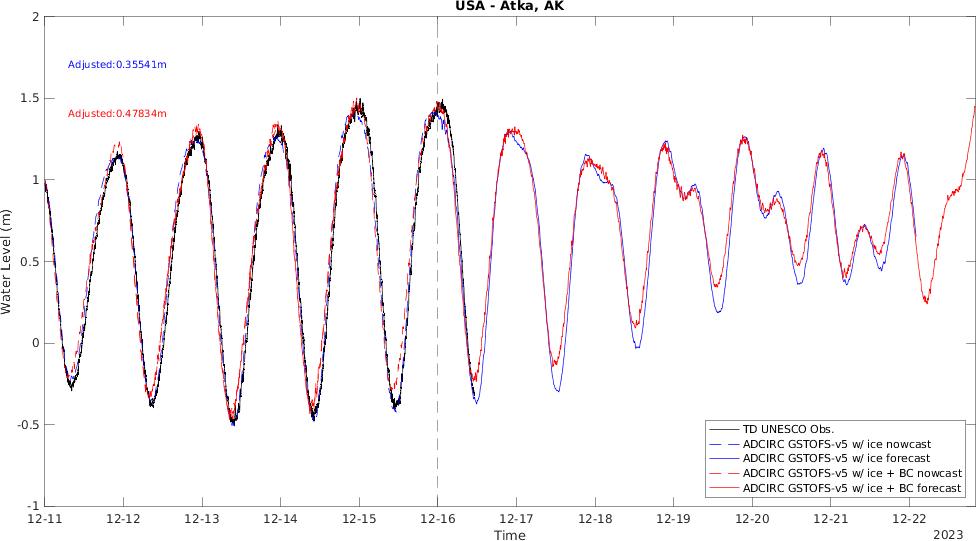 USA - Atka, AK
2
1.5
1
0.5
0
-0.5
-1
Water Level (m)
Adjusted:0.35541m
Adjusted:0.47834m
TD UNESCO Obs.
ADCIRC GSTOFS-v5 w/ ice nowcast
ADCIRC GSTOFS-v5 w/ ice forecast
ADCIRC GSTOFS-v5 w/ ice + BC nowcast
ADCIRC GSTOFS-v5 w/ ice + BC forecast
12-11 12-12 12-13 12-14 12-15 12-16 12-17 12-18 12-19 12-20 12-21 12-22
Time
2023